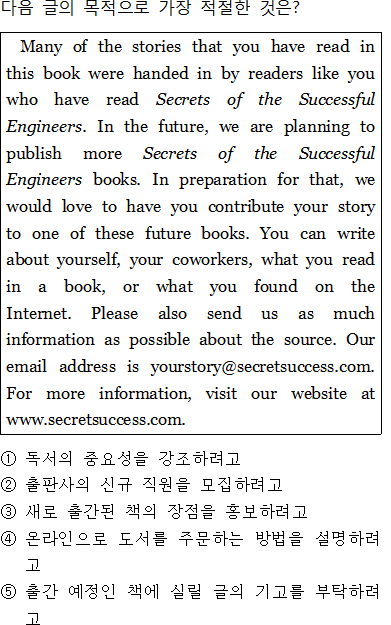 다음 글의 목적으로 가장 적절한 것은?
Many of the stories that you have read in
this book were handed in by readers like you
who have read Secrets of the Successful
Engineers. In the future, we are planning to
publish more Secrets of the Successful
Engineers books. In preparation for that, we
would love to have you contribute your story
to one of these future books. You can write
about yourself, your coworkers, what you read
in a book, or what you found on the
Internet. Please also send us as much
information as possible about the source. Our
email address is yourstory@secretsuccess.com.
For more information, visit our website at
www.secretsuccess.com.
① 독서의 중요성을 강조하려고
② 출판사의 신규 직원을 모집하려고
③ 새로 출간된 책의 장점을 홍보하려고
④ 온라인으로 도서를 주문하는 방법을 설명하려
고
⑤ 출간 예정인 책에 실릴 글의 기고를 부탁하려
고